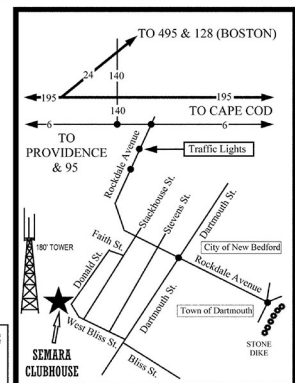 TO 495 & 128 (BOSTON)
24
140
195
195
TO CAPE COD
140
6
6
TO
PROVIDENCE
& 95
Rockdale Avenue
Traffic Lights
Stackhouse St.
Stevens St.
Dartmouth St.
Faith St.
Donald St.
180' TOWER
City of New Bedford
Rockdale Avenue
Town of Dartmouth
West Bliss St.
Dartmouth St.
Bliss St.
SEMARA
CLUBHOUSE
STONE
DIKE